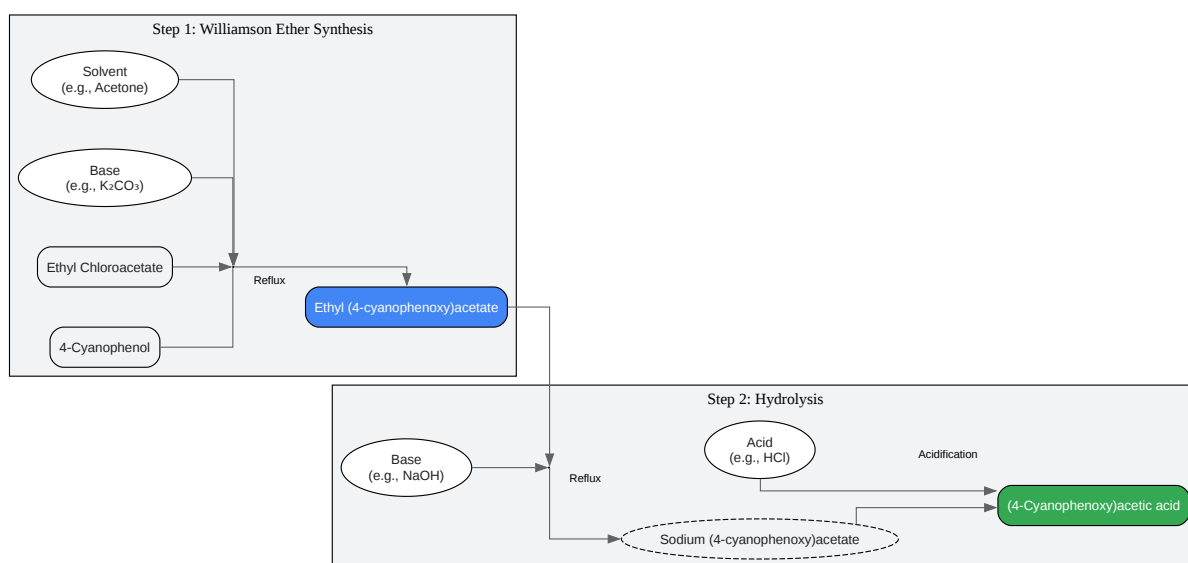 Step 1: Williamson Ether Synthesis
Solvent
(e.g., Acetone)
Base
(e.g., K₂CO₃)
Ethyl Chloroacetate
Reflux
Ethyl (4-cyanophenoxy)acetate
4-Cyanophenol
Step 2: Hydrolysis
Base
(e.g., NaOH)
Reflux
Acid
(e.g., HCl)
Acidification
Sodium (4-cyanophenoxy)acetate
(4-Cyanophenoxy)acetic acid